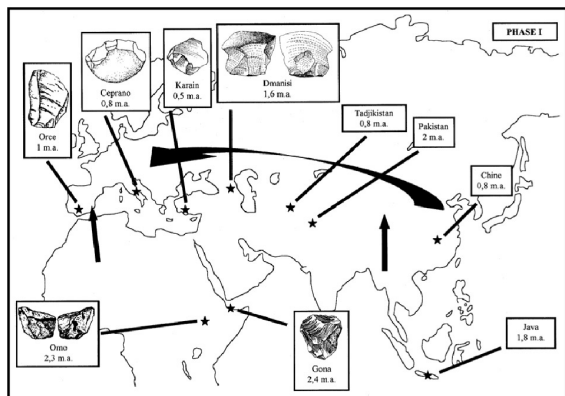 PHASE I
Ceprano
0,8 m.a.
Karain
0,5 m.a.
Dmanisi
1,6 m.a.
Orce
1 m.a.
Tadjikistan
0,8 m.a.
Pakistan
2 m.a.
Chine
0,8 m.a.
Omo
2,3 m.a.
Gona
2,4 m.a.
Java
1,8 m.a.